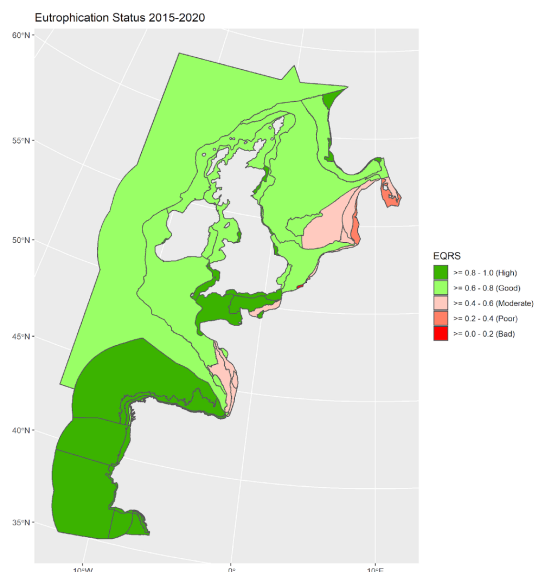 Eutrophication Status 2015-2020
60°N
55°N
50°N
45°N
40°N
35°N
10°W
0°
10°E
EQRS
>= 0.8 - 1.0 (High)
>= 0.6 - 0.8 (Good)
>= 0.4 - 0.6 (Moderate)
>= 0.2 - 0.4 (Poor)
>= 0.0 - 0.2 (Bad)